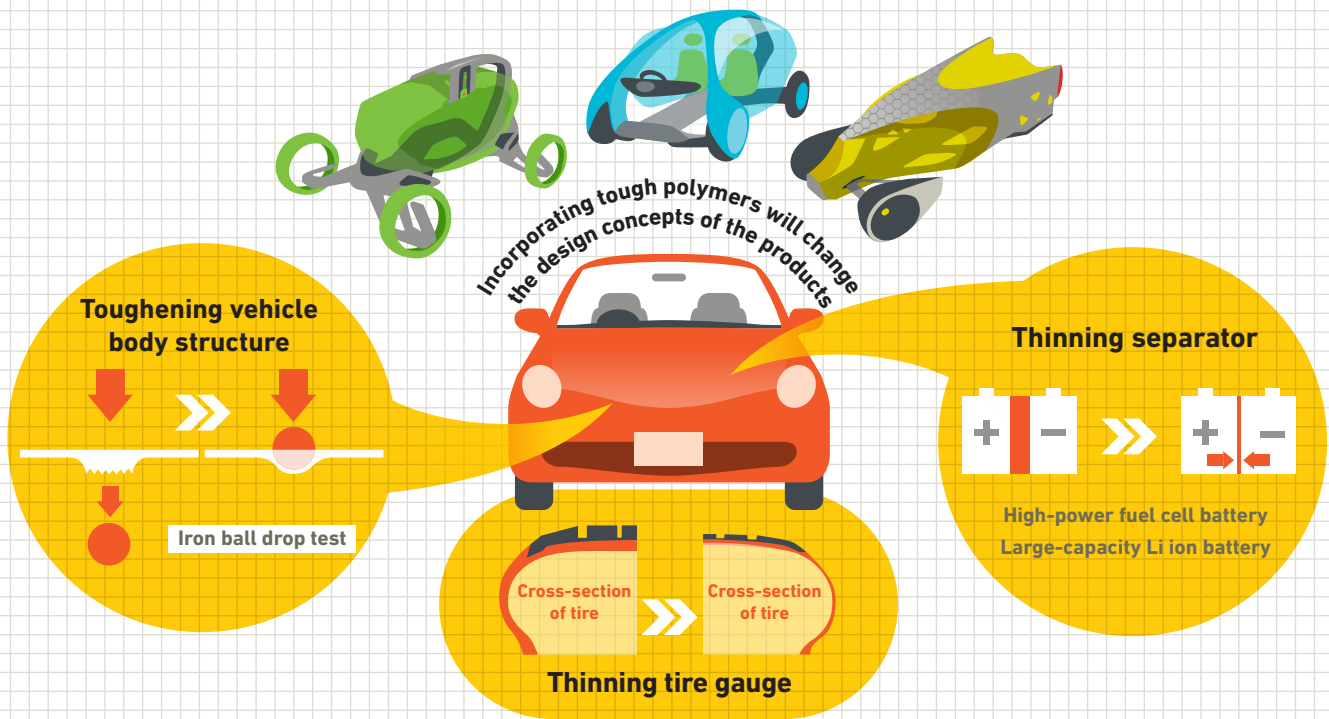 Incorporating tough polymers will change
the design concepts of the products
Toughening vehicle
body structure
Iron ball drop test
Thinning separator
+ −
+ −
High-power fuel cell battery
Large-capacity Li ion battery
Cross-section
of tire
Cross-section
of tire
Thinning tire gauge